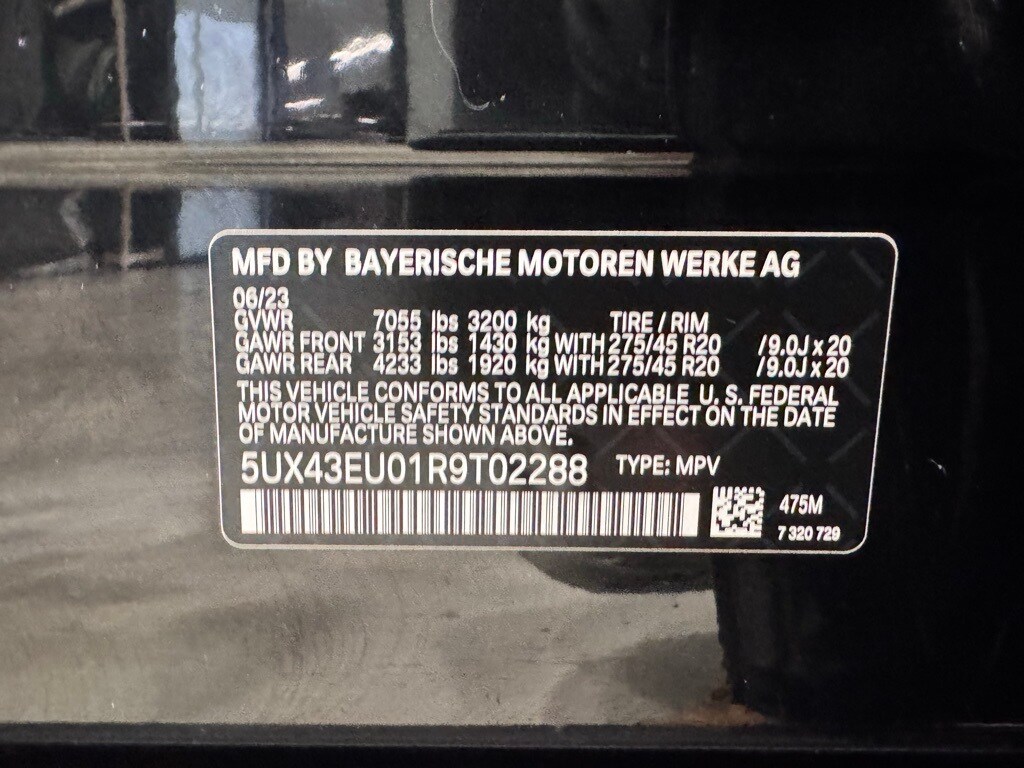 MFD BY BAYERISCHE MOTOREN WERKE AG
06/23
GVWR 7055 lbs 3200 kg TIRE / RIM
GAWR FRONT 3153 lbs 1430 kg WITH 275/45 R20 / 9.0J x 20
GAWR REAR 4233 lbs 1920 kg WITH 275/45 R20 / 9.0J x 20
THIS VEHICLE CONFORMS TO ALL APPLICABLE U. S. FEDERAL
MOTOR VEHICLE SAFETY STANDARDS IN EFFECT ON THE DATE
OF MANUFACTURE SHOWN ABOVE.
5UX43EU01R9T02288 TYPE: MPV
475M
7 320 729